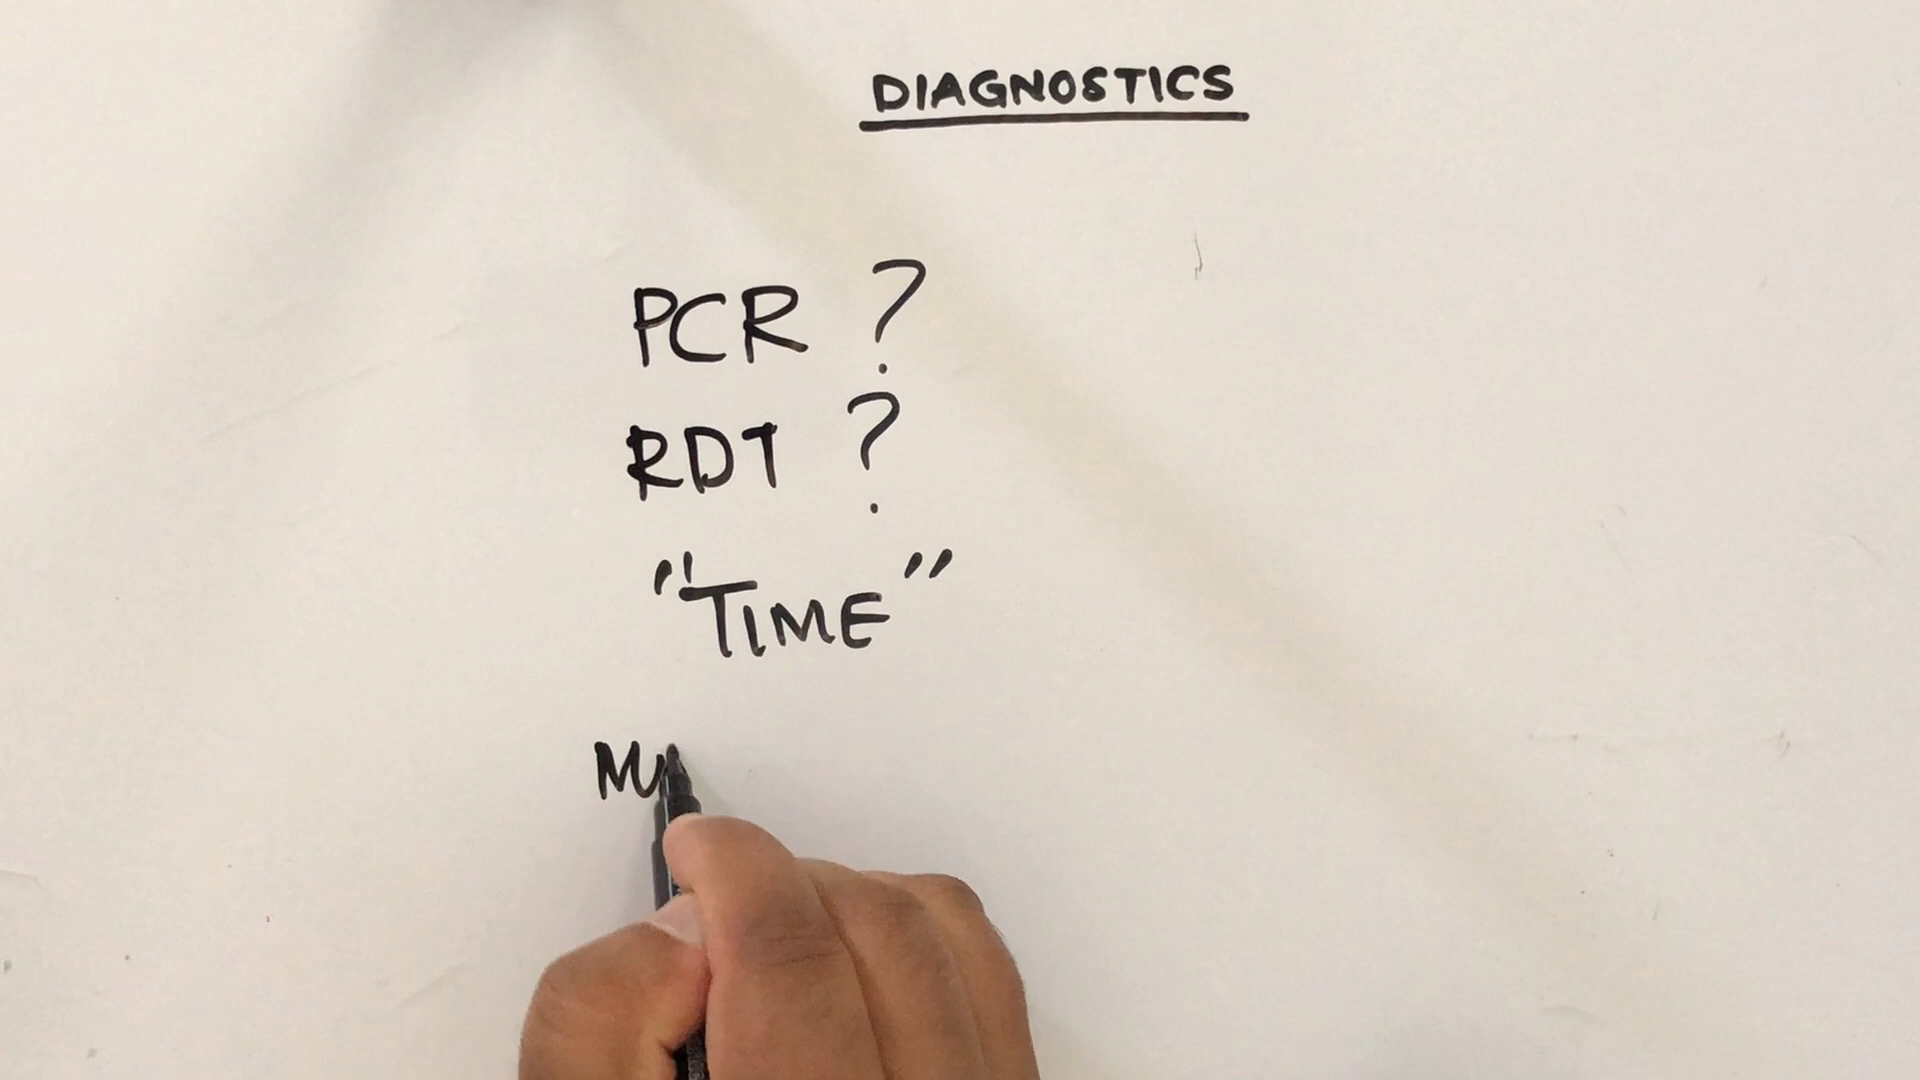 DIAGNOSTICS
PCR ?
RDT ?
"TIME"